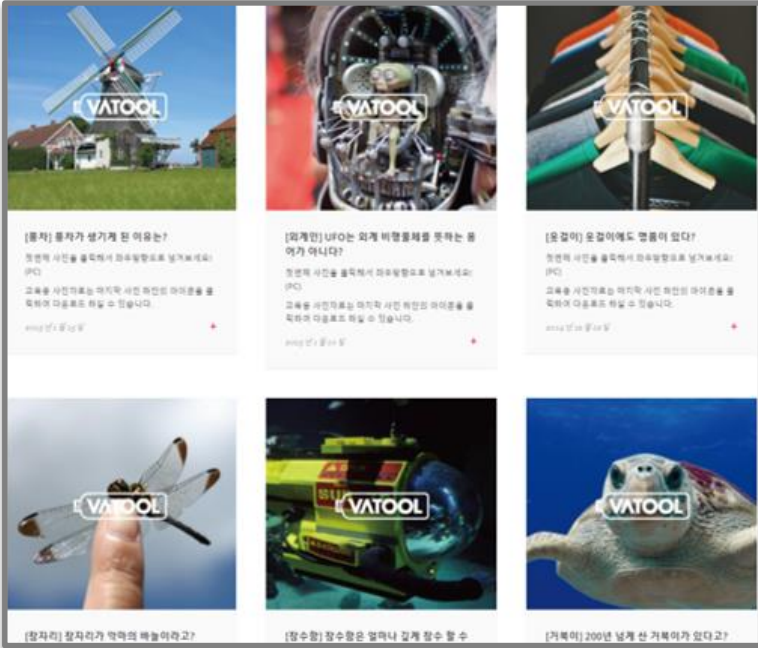 VATOOL
VATOOL
VATOOL
[풍차] 풍차가 생기게 된 이유는?
첫번째 사진을 클릭해서 좌우방향으로 넘겨보세요!
(PC)
교육용 사진자료는 마지막 사진 하단의 아이콘을 클
릭하여 다운로드 하실 수 있습니다.
+
[외계인] UFO는 외계 비행물체를 뜻하는 용
어가 아니다?
첫번째 사진을 클릭해서 좌우방향으로 넘겨보세요!
(PC)
교육용 사진자료는 마지막 사진 하단의 아이콘을 클
릭하여 다운로드 하실 수 있습니다.
+
[옷걸이] 옷걸이에도 명품이 있다?
첫번째 사진을 클릭해서 좌우방향으로 넘겨보세요!
(PC)
교육용 사진자료는 마지막 사진 하단의 아이콘을 클
릭하여 다운로드 하실 수 있습니다.
+
VATOOL
VATOOL
VATOOL
[잠자리] 잠자리가 악마의 바늘이라고?
[잠수함] 잠수함은 얼마나 깊게 잠수 할 수
[거북이] 200년 넘게 산 거북이가 있다고?